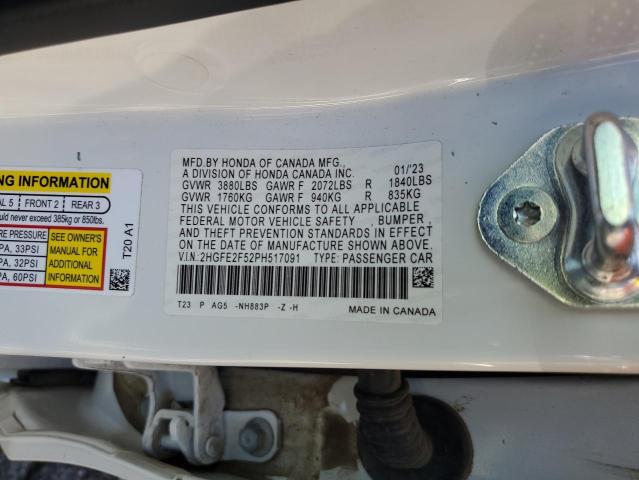 NG INFORMATION
AL 5 FRONT 2 REAR 3
uld never exceed 385kg or 850lbs.
RE PRESSURE
PA, 33PSI
PA, 32PSI
A, 60PSI
SEE OWNER'S
MANUAL FOR
ADDITIONAL
INFORMATION
T20 A1
MFD.BY HONDA OF CANADA MFG., 01/'23
A DIVISION OF HONDA CANADA INC.
GVWR 3880LBS GAWR F 2072LBS R 1840LBS
GVWR 1760KG GAWR F 940KG R 835KG
THIS VEHICLE CONFORMS TO ALL APPLICABLE
FEDERAL MOTOR VEHICLE SAFETY , BUMPER ,
AND THEFT PREVENTION STANDARDS IN EFFECT
ON THE DATE OF MANUFACTURE SHOWN ABOVE.
V.I.N.:2HGFE2F52PH517091 TYPE: PASSENGER CAR
T23 P AG5 -NH883P -Z -H MADE IN CANADA